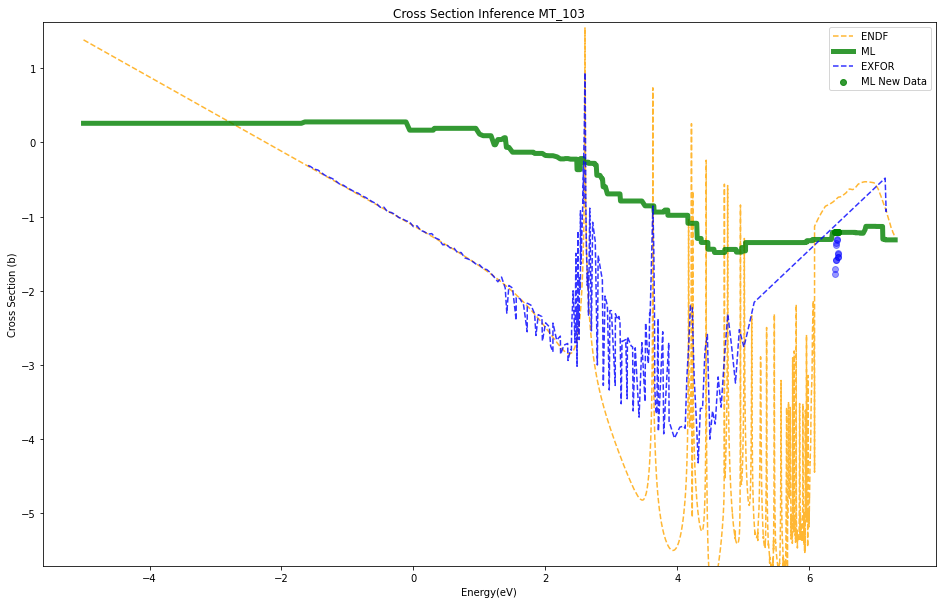 Cross Section Inference MT_103
ENDF
ML
EXFOR
ML New Data
Cross Section (b)
1
0
−1
−2
−3
−4
−5
−4
−2
0
2
4
6
Energy(eV)